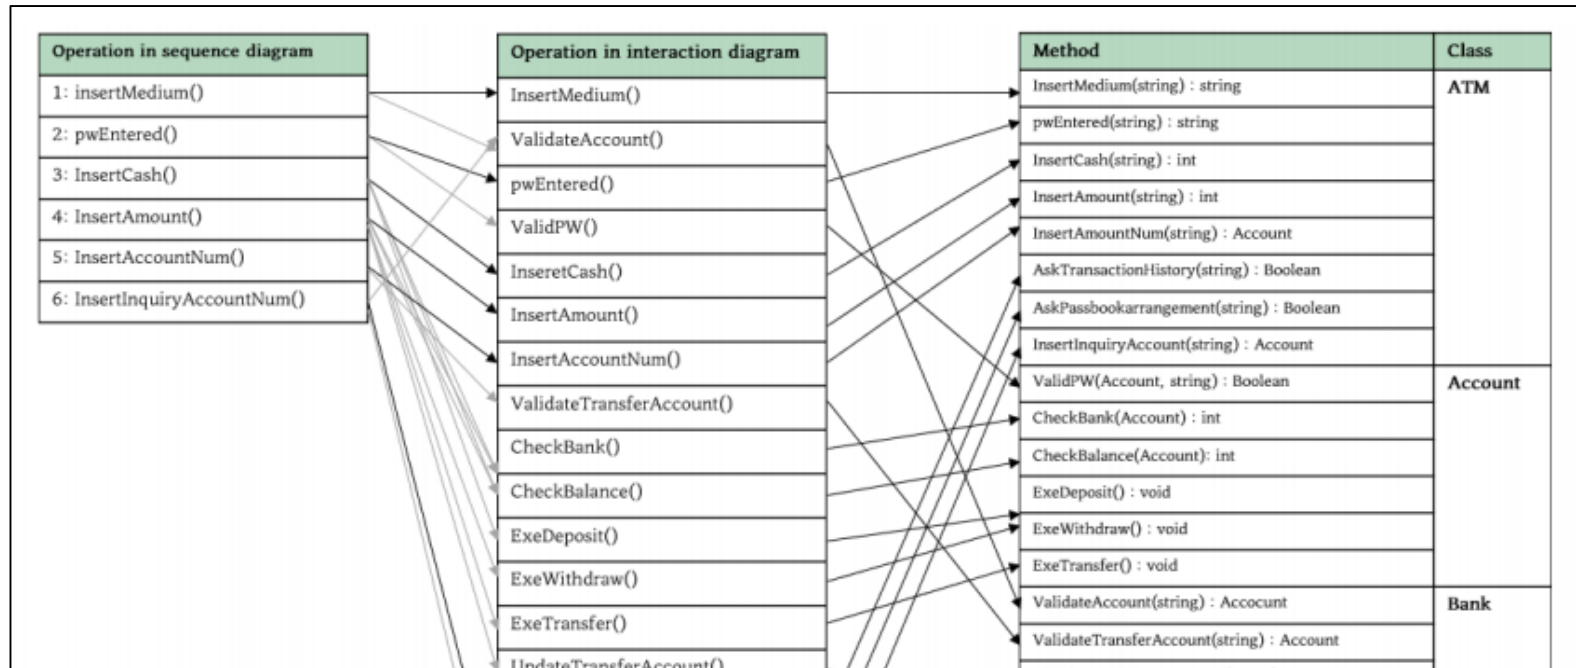 Operation in sequence diagram
1: insertMedium()
2: pwEntered()
3: InsertCash()
4: InsertAmount()
5: InsertAccountNum()
6: InsertInquiryAccountNum()
Operation in interaction diagram
InsertMedium()
ValidateAccount()
pwEntered()
ValidPW()
InseretCash()
InsertAmount()
InsertAccountNum()
ValidateTransferAccount()
CheckBank()
CheckBalance()
ExeDeposit()
ExeWithdraw()
ExeTransfer()
UpdateTransferAccount()
Method Class
InsertMedium(string) : string ATM
pwEntered(string) : string
InsertCash(string) : int
InsertAmount(string) : int
InsertAmountNum(string) : Account
AskTransactionHistory(string) : Boolean
AskPassbookarrangement(string) : Boolean
InsertInquiryAccount(string) : Account
ValidPW(Account, string) : Boolean Account
CheckBank(Account) : int
CheckBalance(Account): int
ExeDeposit() : void
ExeWithdraw() : void
ExeTransfer() : void
ValidateAccount(string) : Accocunt Bank
ValidateTransferAccount(string) : Account